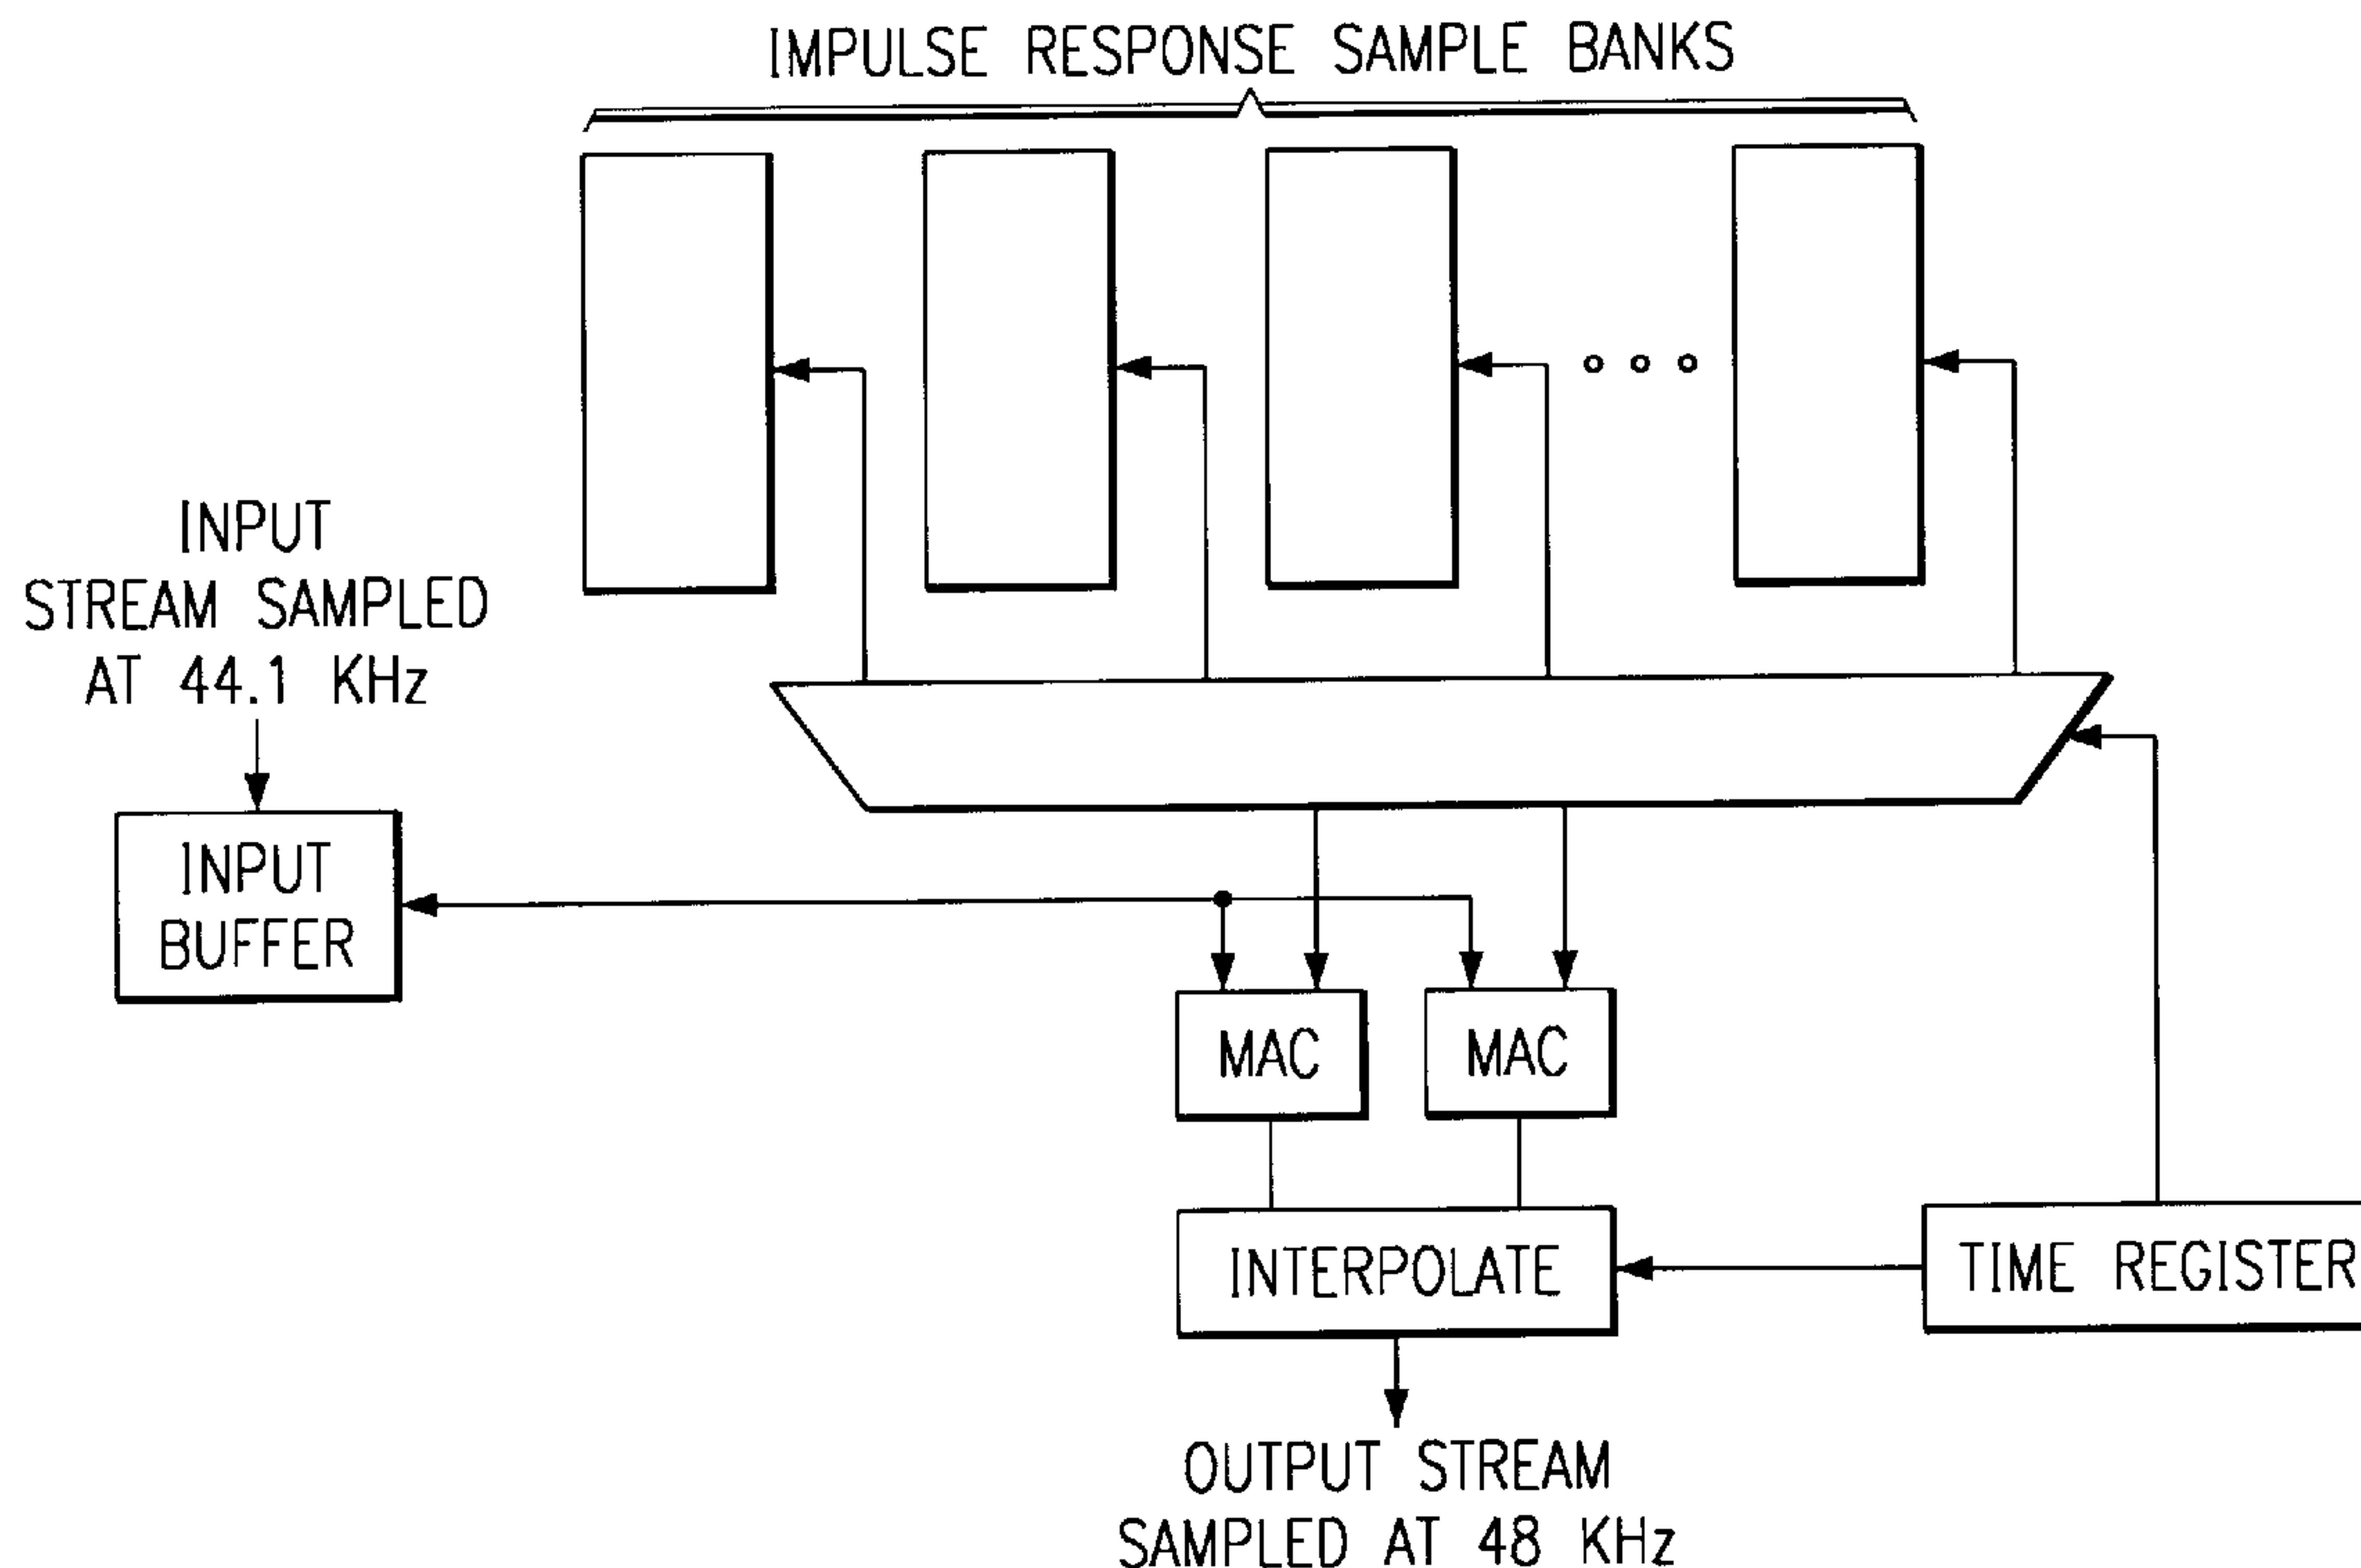 IMPULSE RESPONSE SAMPLE BANKS
INPUT
STREAM SAMPLED
AT 44.1 KHz
INPUT
BUFFER
MAC
MAC
INTERPOLATE
TIME REGISTER
OUTPUT STREAM
SAMPLED AT 48 KHz